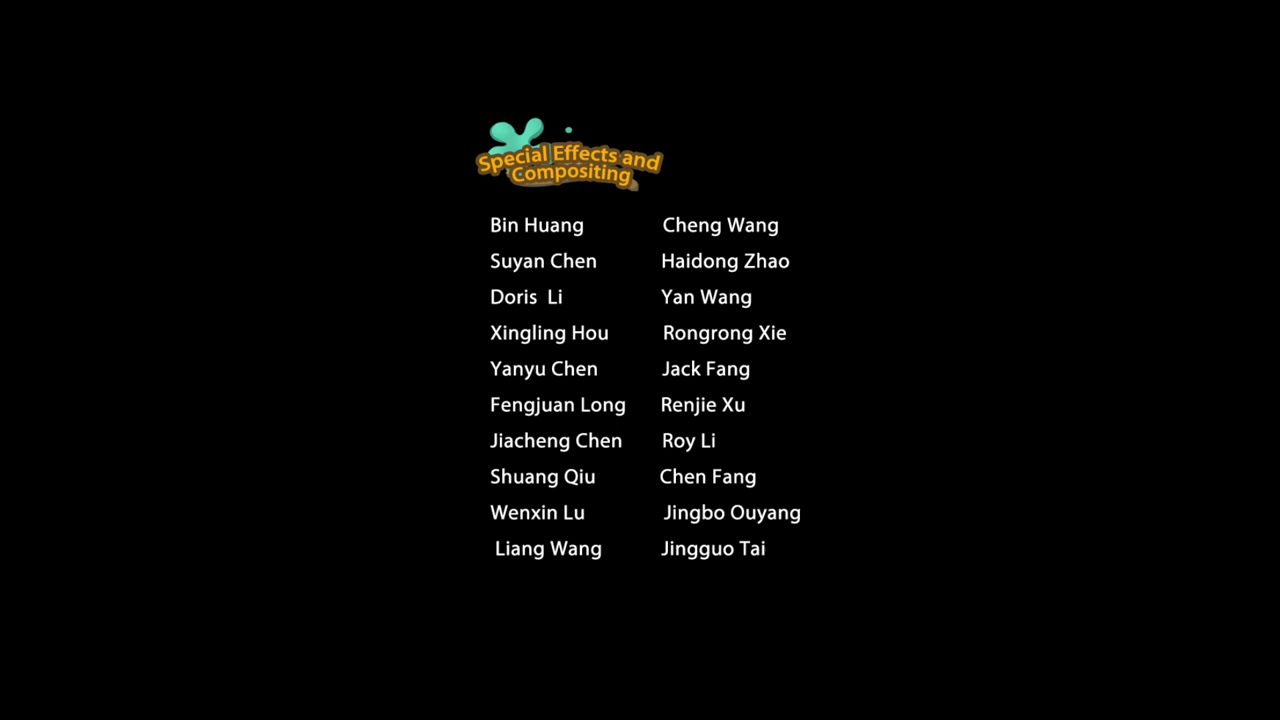 Special Effects and
Compositing
Bin Huang Cheng Wang
Suyan Chen Haidong Zhao
Doris Li Yan Wang
Xingling Hou Rongrong Xie
Yanyu Chen Jack Fang
Fengjuan Long Renjie Xu
Jiacheng Chen Roy Li
Shuang Qiu Chen Fang
Wenxin Lu Jingbo Ouyang
Liang Wang Jingguo Tai